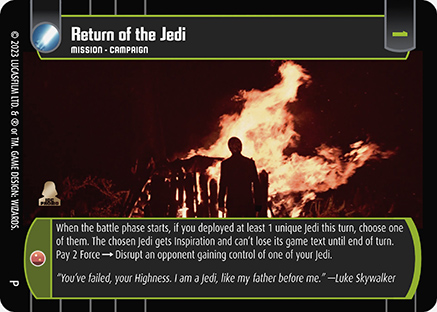 Return of the Jedi
MISSION - CAMPAIGN
When the battle phase starts, if you deployed at least 1 unique Jedi this turn, choose one
of them. The chosen Jedi gets Inspiration and can't lose its game text until end of turn.
Pay 2 Force → Disrupt an opponent gaining control of one of your Jedi.
"You've failed, your Highness. I am a Jedi, like my father before me." —Luke Skywalker
© 2023 LUCASFILM LTD. & ® or TM. GAME DESIGN: WIZARDS.
P